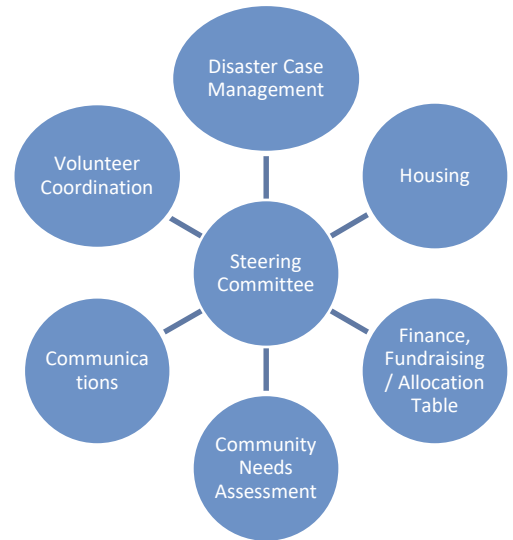 Disaster Case
Management
Volunteer
Coordination
Housing
Steering
Committee
Communica
tions
Finance,
Fundraising
/ Allocation
Table
Community
Needs
Assessment